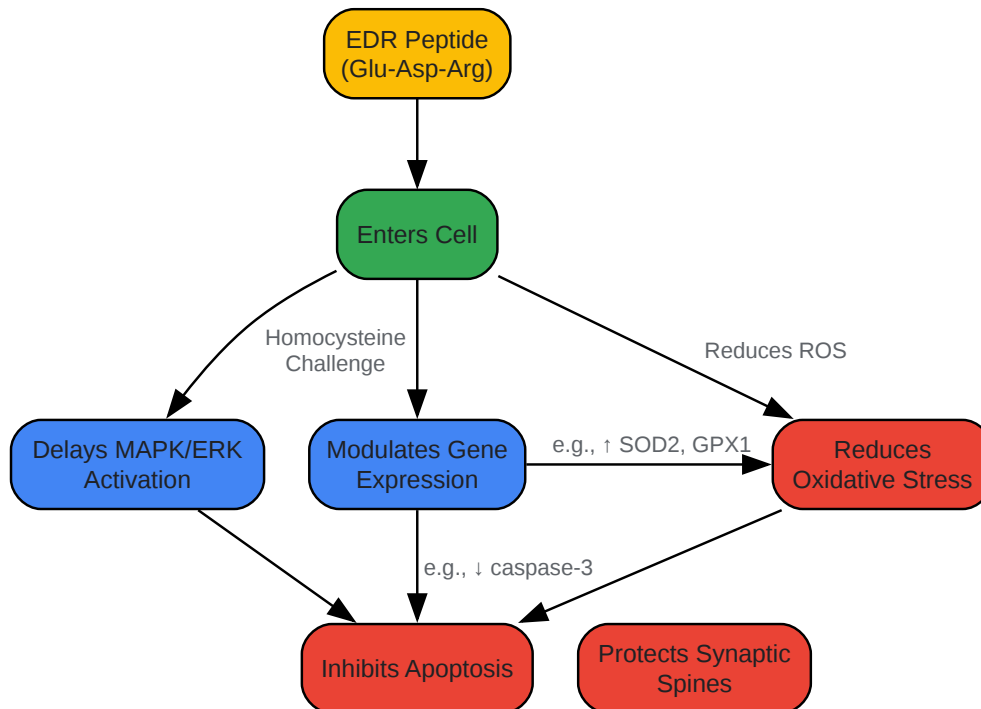 EDR Peptide
(Glu-Asp-Arg)
Enters Cell
Homocysteine
Challenge
Reduces ROS
Delays MAPK/ERK
Activation
Modulates Gene
Expression
e.g., ↑ SOD2, GPX1
Reduces
Oxidative Stress
e.g., ↓ caspase-3
Inhibits Apoptosis
Protects Synaptic
Spines